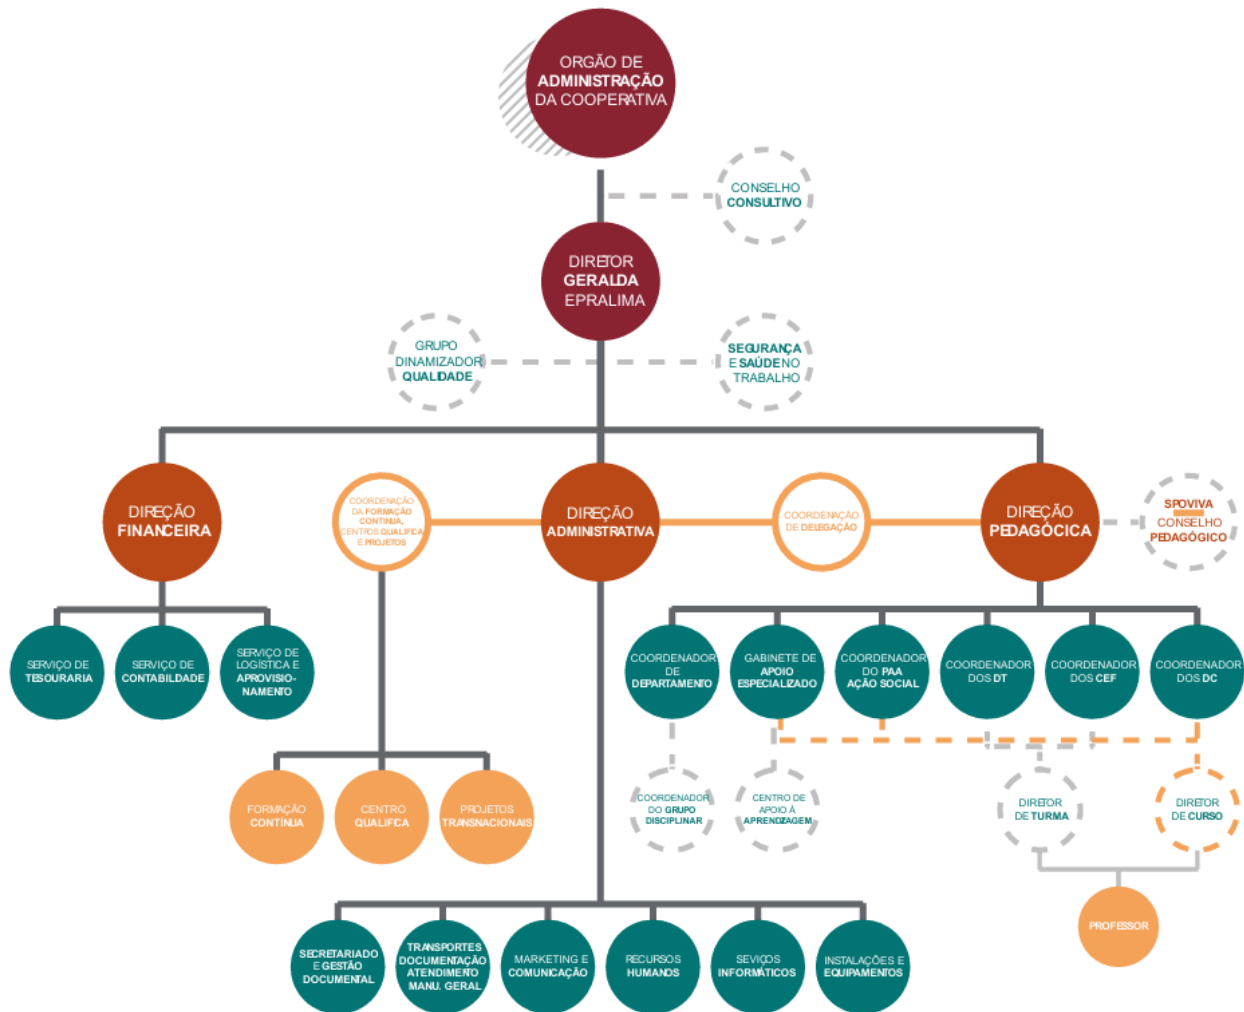 ORGÃO DE
ADMINISTRAÇÃO
DA COOPERATIVA
CONSELHO
CONSULTIVO
DIRETOR
GERALDA
EPRALIMA
GRUPO
DINAMIZADOR
QUALIDADE
SEGURANÇA
E SAÚDE NO
TRABALHO
DIREÇÃO
FINANCEIRA
COORDENAÇÃO
DA FORMAÇÃO
CONTINUA,
CENTROS QUALIFICA
E PROJETOS
DIREÇÃO
ADMINISTRATIVA
COORDENAÇÃO
DE DELEGAÇÃO
DIREÇÃO
PEDAGÓCICA
SPOVIVA
CONSELHO
PEDAGÓGICO
SERVIÇO DE
TESOURARIA
SERVIÇO DE
CONTABILDADE
SERVIÇO DE
LOGÍSTICA E
APROVISIO-
NAMENTO
COORDENADOR
DE
DEPARTAMENTO
GABINETE DE
APOIO
ESPECIALIZADO
COORDENADOR
DO PAA
AÇÃO SOCIAL
COORDENADOR
DOS DT
COORDENADOR
DOS CEF
COORDENADOR
DOS DC
FORMAÇÃO
CONTÍNUA
CENTRO
QUALIFICA
PROJETOS
TRANSNACIONAIS
COORDENADOR
DO GRUPO
DISCIPLINAR
CENTRO DE
APOIO À
APRENDIZAGEM
DIRETOR
DE TURMA
DIRETOR
DE CURSO
PROFESSOR
SECRETARIADO
E GESTÃO
DOCUMENTAL
TRANSPORTES
DOCUMENTAÇÃO
ATENDIMENTO
MANU. GERAL
MARKETING E
COMUNICAÇÃO
RECURSOS
HUMANOS
SEVIÇOS
INFORMÁTICOS
INSTALAÇÕES E
EQUIPAMENTOS